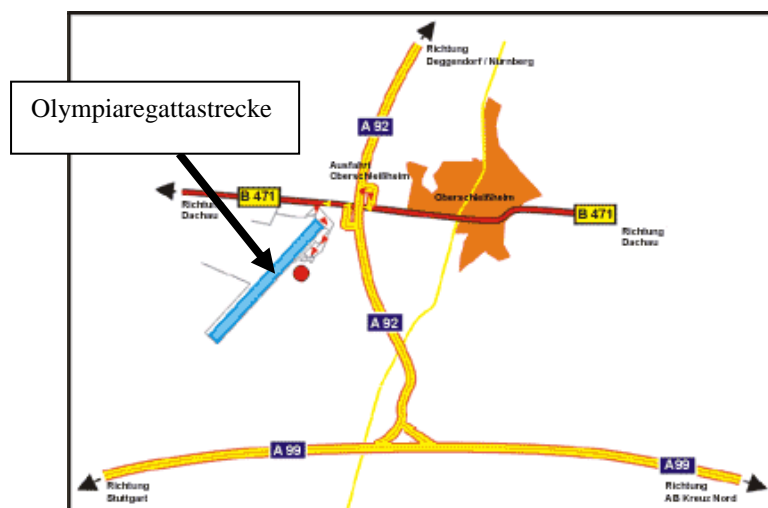 Richtung
Deggendorf / Nürnberg
Olympiaregattastrecke
A 92
Ausfahrt
Oberschleißheim
B 471
Oberschleißheim
Richtung
Dachau
B 471
Richtung
Dachau
A 92
A 99
A99
Richtung
Stuttgart
Richtung
AB Kreuz Nord